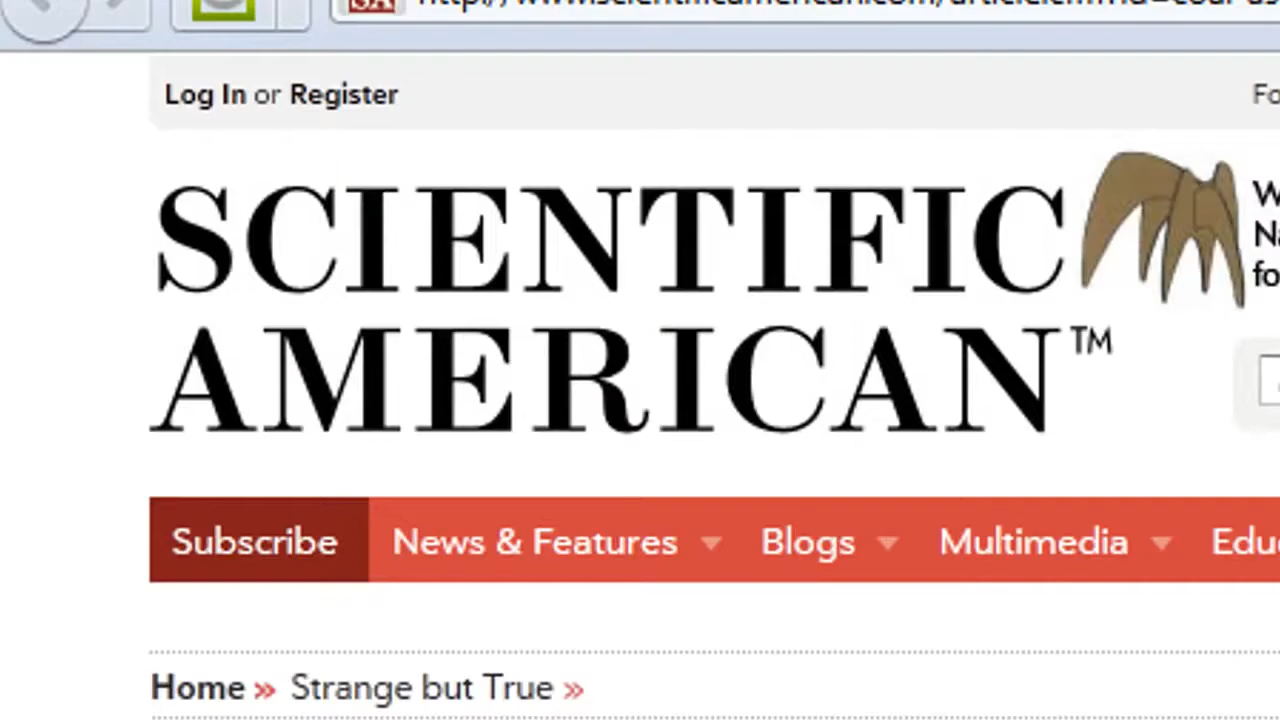 Log In or Register
SCIENTIFIC
AMERICAN™
Subscribe News & Features Blogs Multimedia
Home » Strange but True »